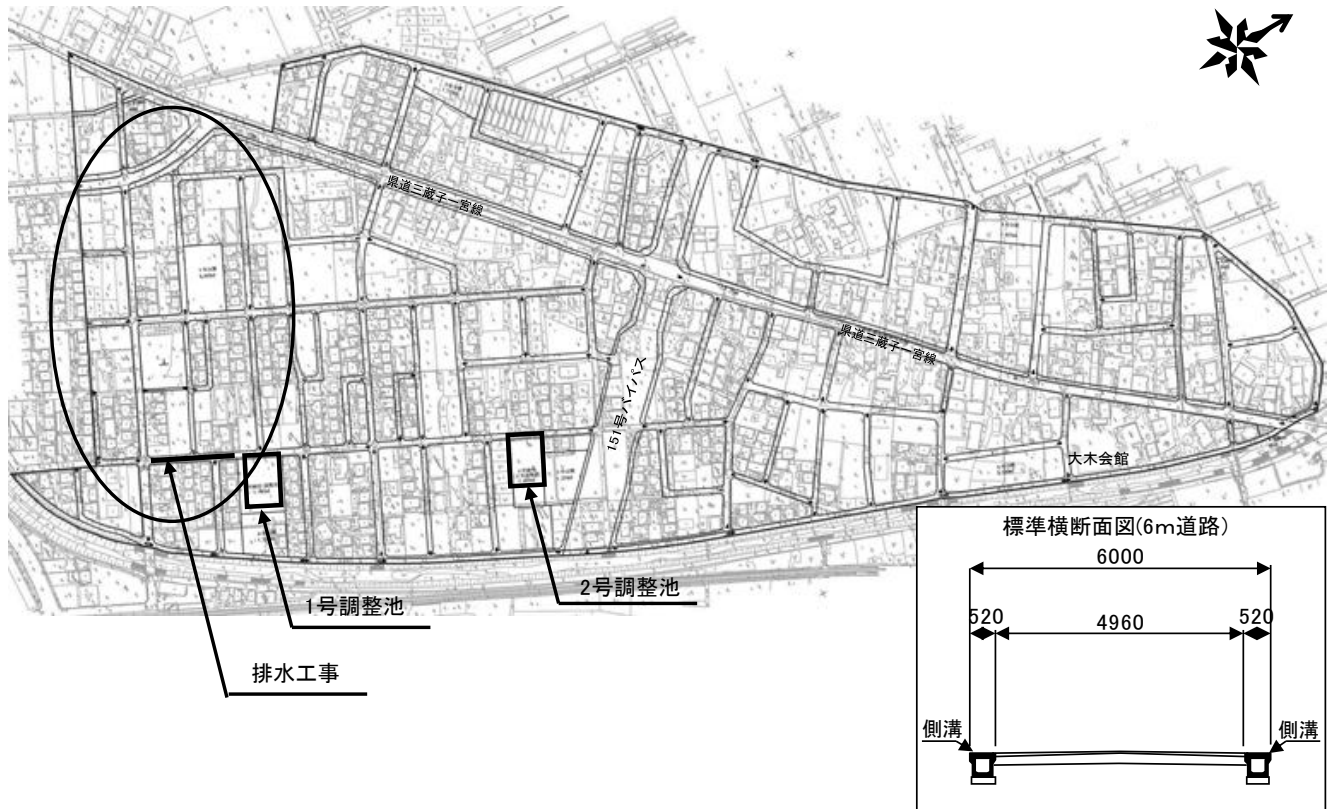 県道三蔵子一宮線
県道三蔵子一宮線
151号バイパス
大木会館
1号調整池
2号調整池
排水工事
標準横断面図(6m道路)
6000
520
4960
520
側溝
側溝